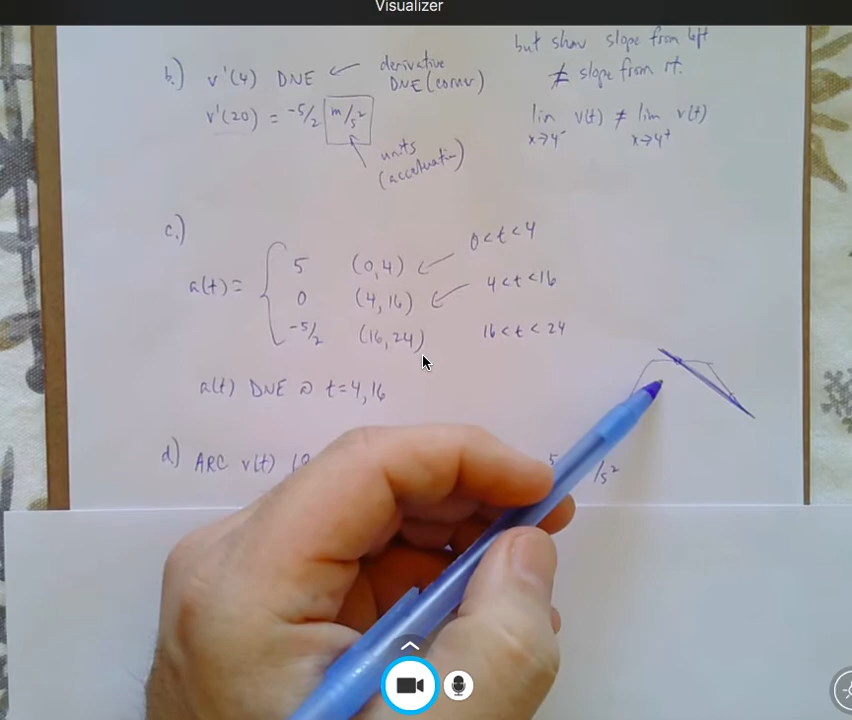 Visualizer
but show slope from left
≠ slope from rt.
b.) v'(4) DNE ← derivative DNE (corner)
v'(20) = -5/2 m/s²
units
(acceleration)
lim v(t) ≠ lim v(t)
x→4⁻ x→4⁺
c.)
a(t) = { 5 (0,4) ← 0<t<4
0 (4,16) ← 4<t<16
-5/2 (16,24) 16<t<24
a(t) DNE @ t=4,16
d) ARC v(t)
5 /s²